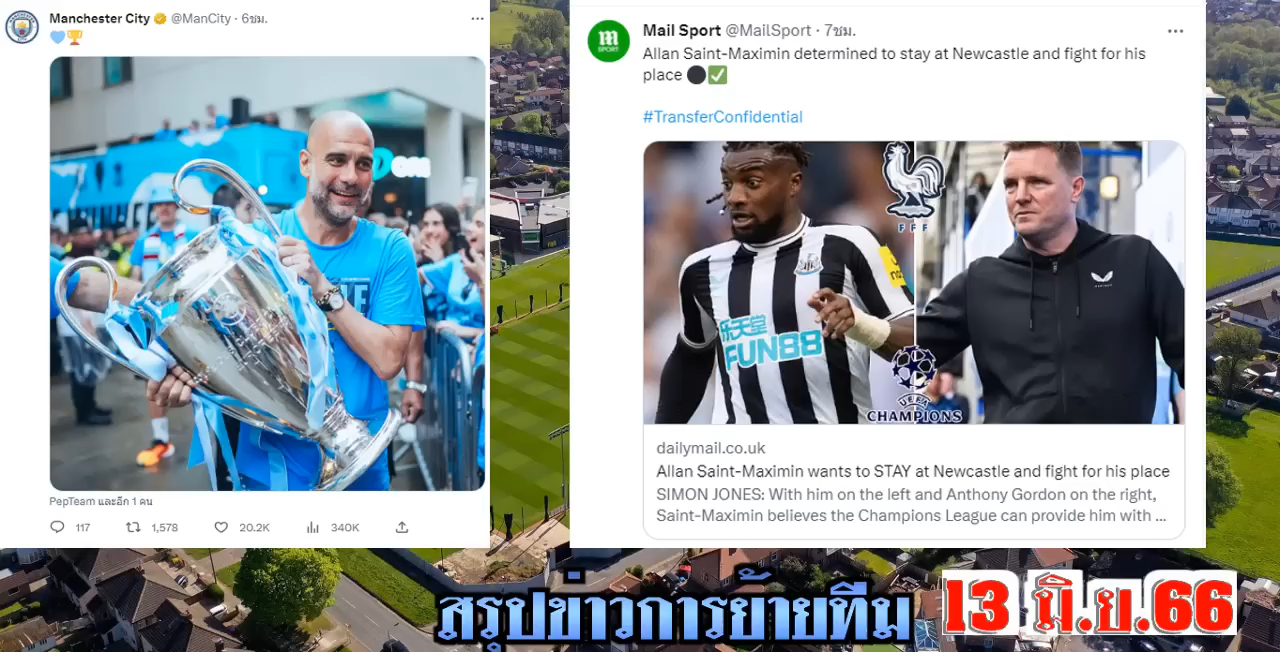 Manchester City @ManCity · 6ชม.
PepTeam และอีก 1 คน
117 1,578 20.2K 340K
Mail Sport @MailSport · 7ชม.
Allan Saint-Maximin determined to stay at Newcastle and fight for his
place
#TransferConfidential
m
SPORT
FFF
乐天堂
FUN88
UEFA
CHAMPIONS
dailymail.co.uk
Allan Saint-Maximin wants to STAY at Newcastle and fight for his place
SIMON JONES: With him on the left and Anthony Gordon on the right,
Saint-Maximin believes the Champions League can provide him with ...
สรุปข่าวการย้ายทีม 13 มิ.ย.66